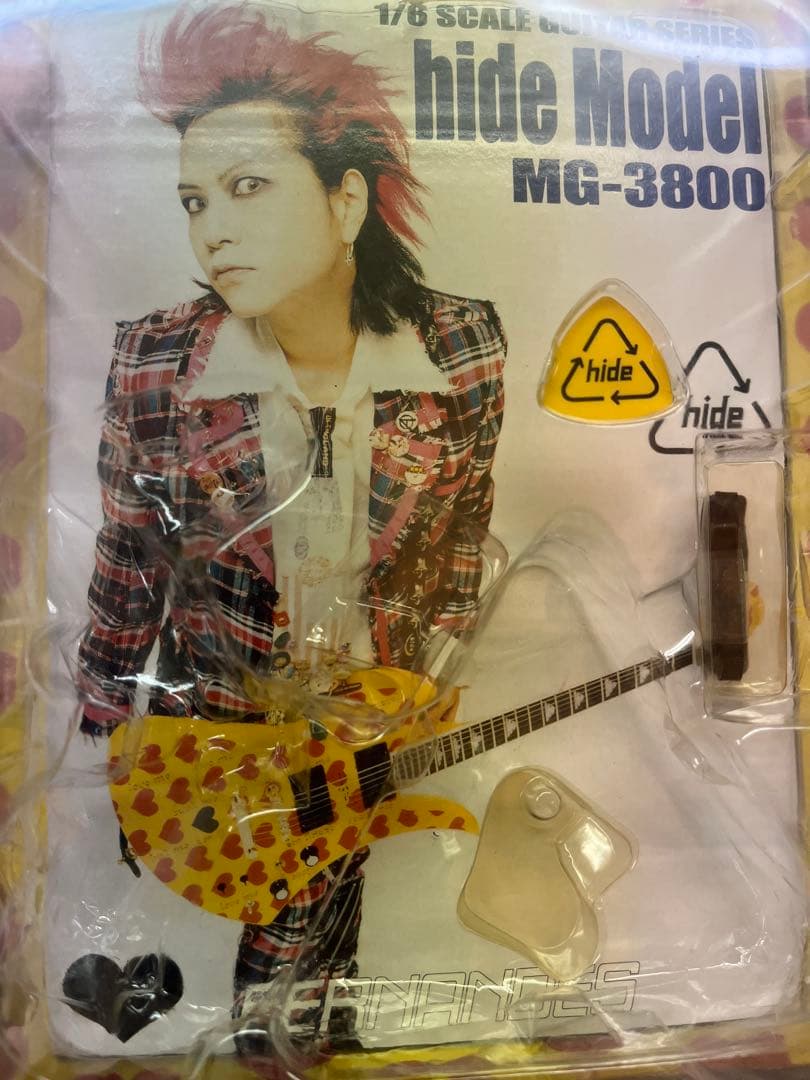 1/6 SCALE GUITAR SERIES
hide Model
MG-3800
hide
hide
FERNANDES